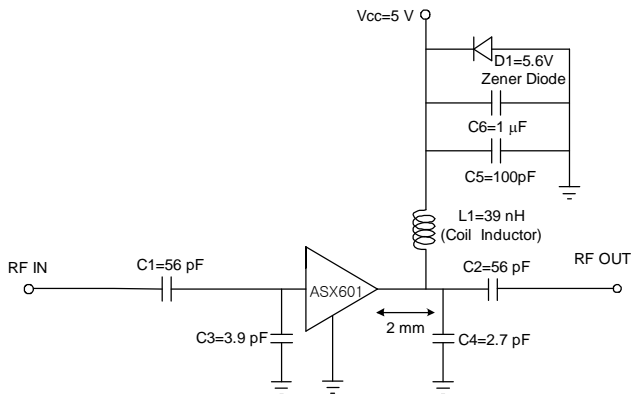 Vcc=5 V
D1=5.6V
Zener Diode
C6=1 μF
C5=100pF
L1=39 nH
(Coil Inductor)
RF IN
C1=56 pF
ASX601
C2=56 pF
RF OUT
2 mm
C3=3.9 pF
C4=2.7 pF